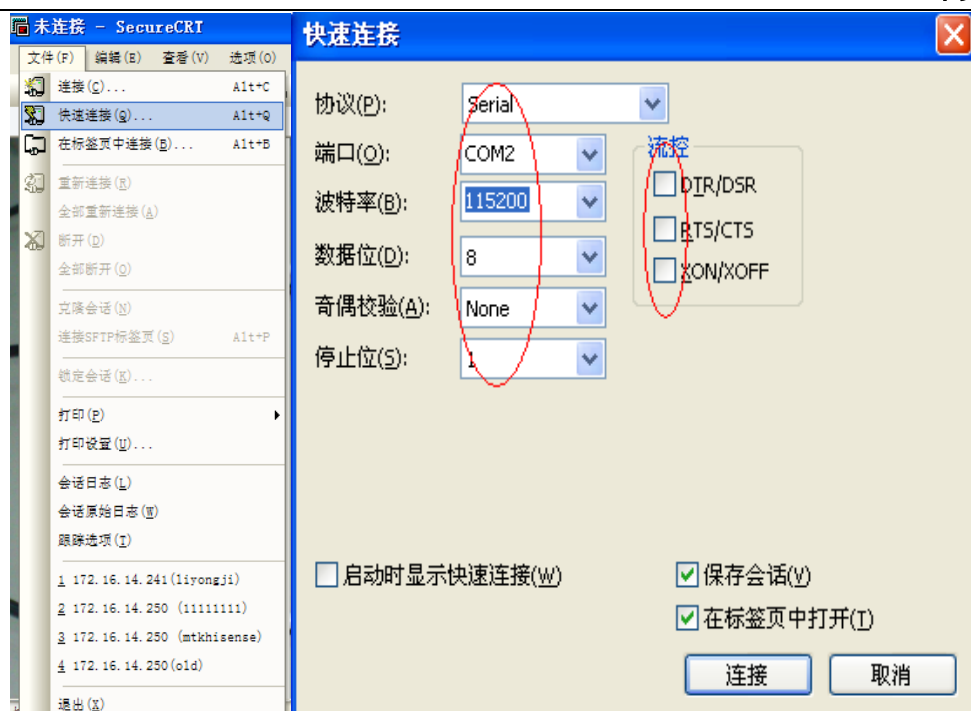 未连接 - SecureCRT
文件(F) 编辑(E) 查看(V) 选项(O)
连接(C)... Alt+C
快速连接(Q)... Alt+Q
在标签页中连接(B)... Alt+B
重新连接(R)
全部重新连接(A)
断开(D)
全部断开(O)
克隆会话(N)
连接SFTP标签页(S) Alt+P
锁定会话(K)...
打印(P)
打印设置(U)...
会话日志(L)
会话原始日志(W)
跟踪选项(T)
1 172.16.14.241(liyongji)
2 172.16.14.250 (11111111)
3 172.16.14.250 (mtkhisense)
4 172.16.14.250(old)
退出(X)
快速连接
协议(P): Serial
端口(O): COM2
波特率(B): 115200
数据位(D): 8
奇偶校验(A): None
停止位(S): 1
流控
DTR/DSR
RTS/CTS
XON/XOFF
启动时显示快速连接(W)
保存会话(V)
在标签页中打开(T)
连接
取消